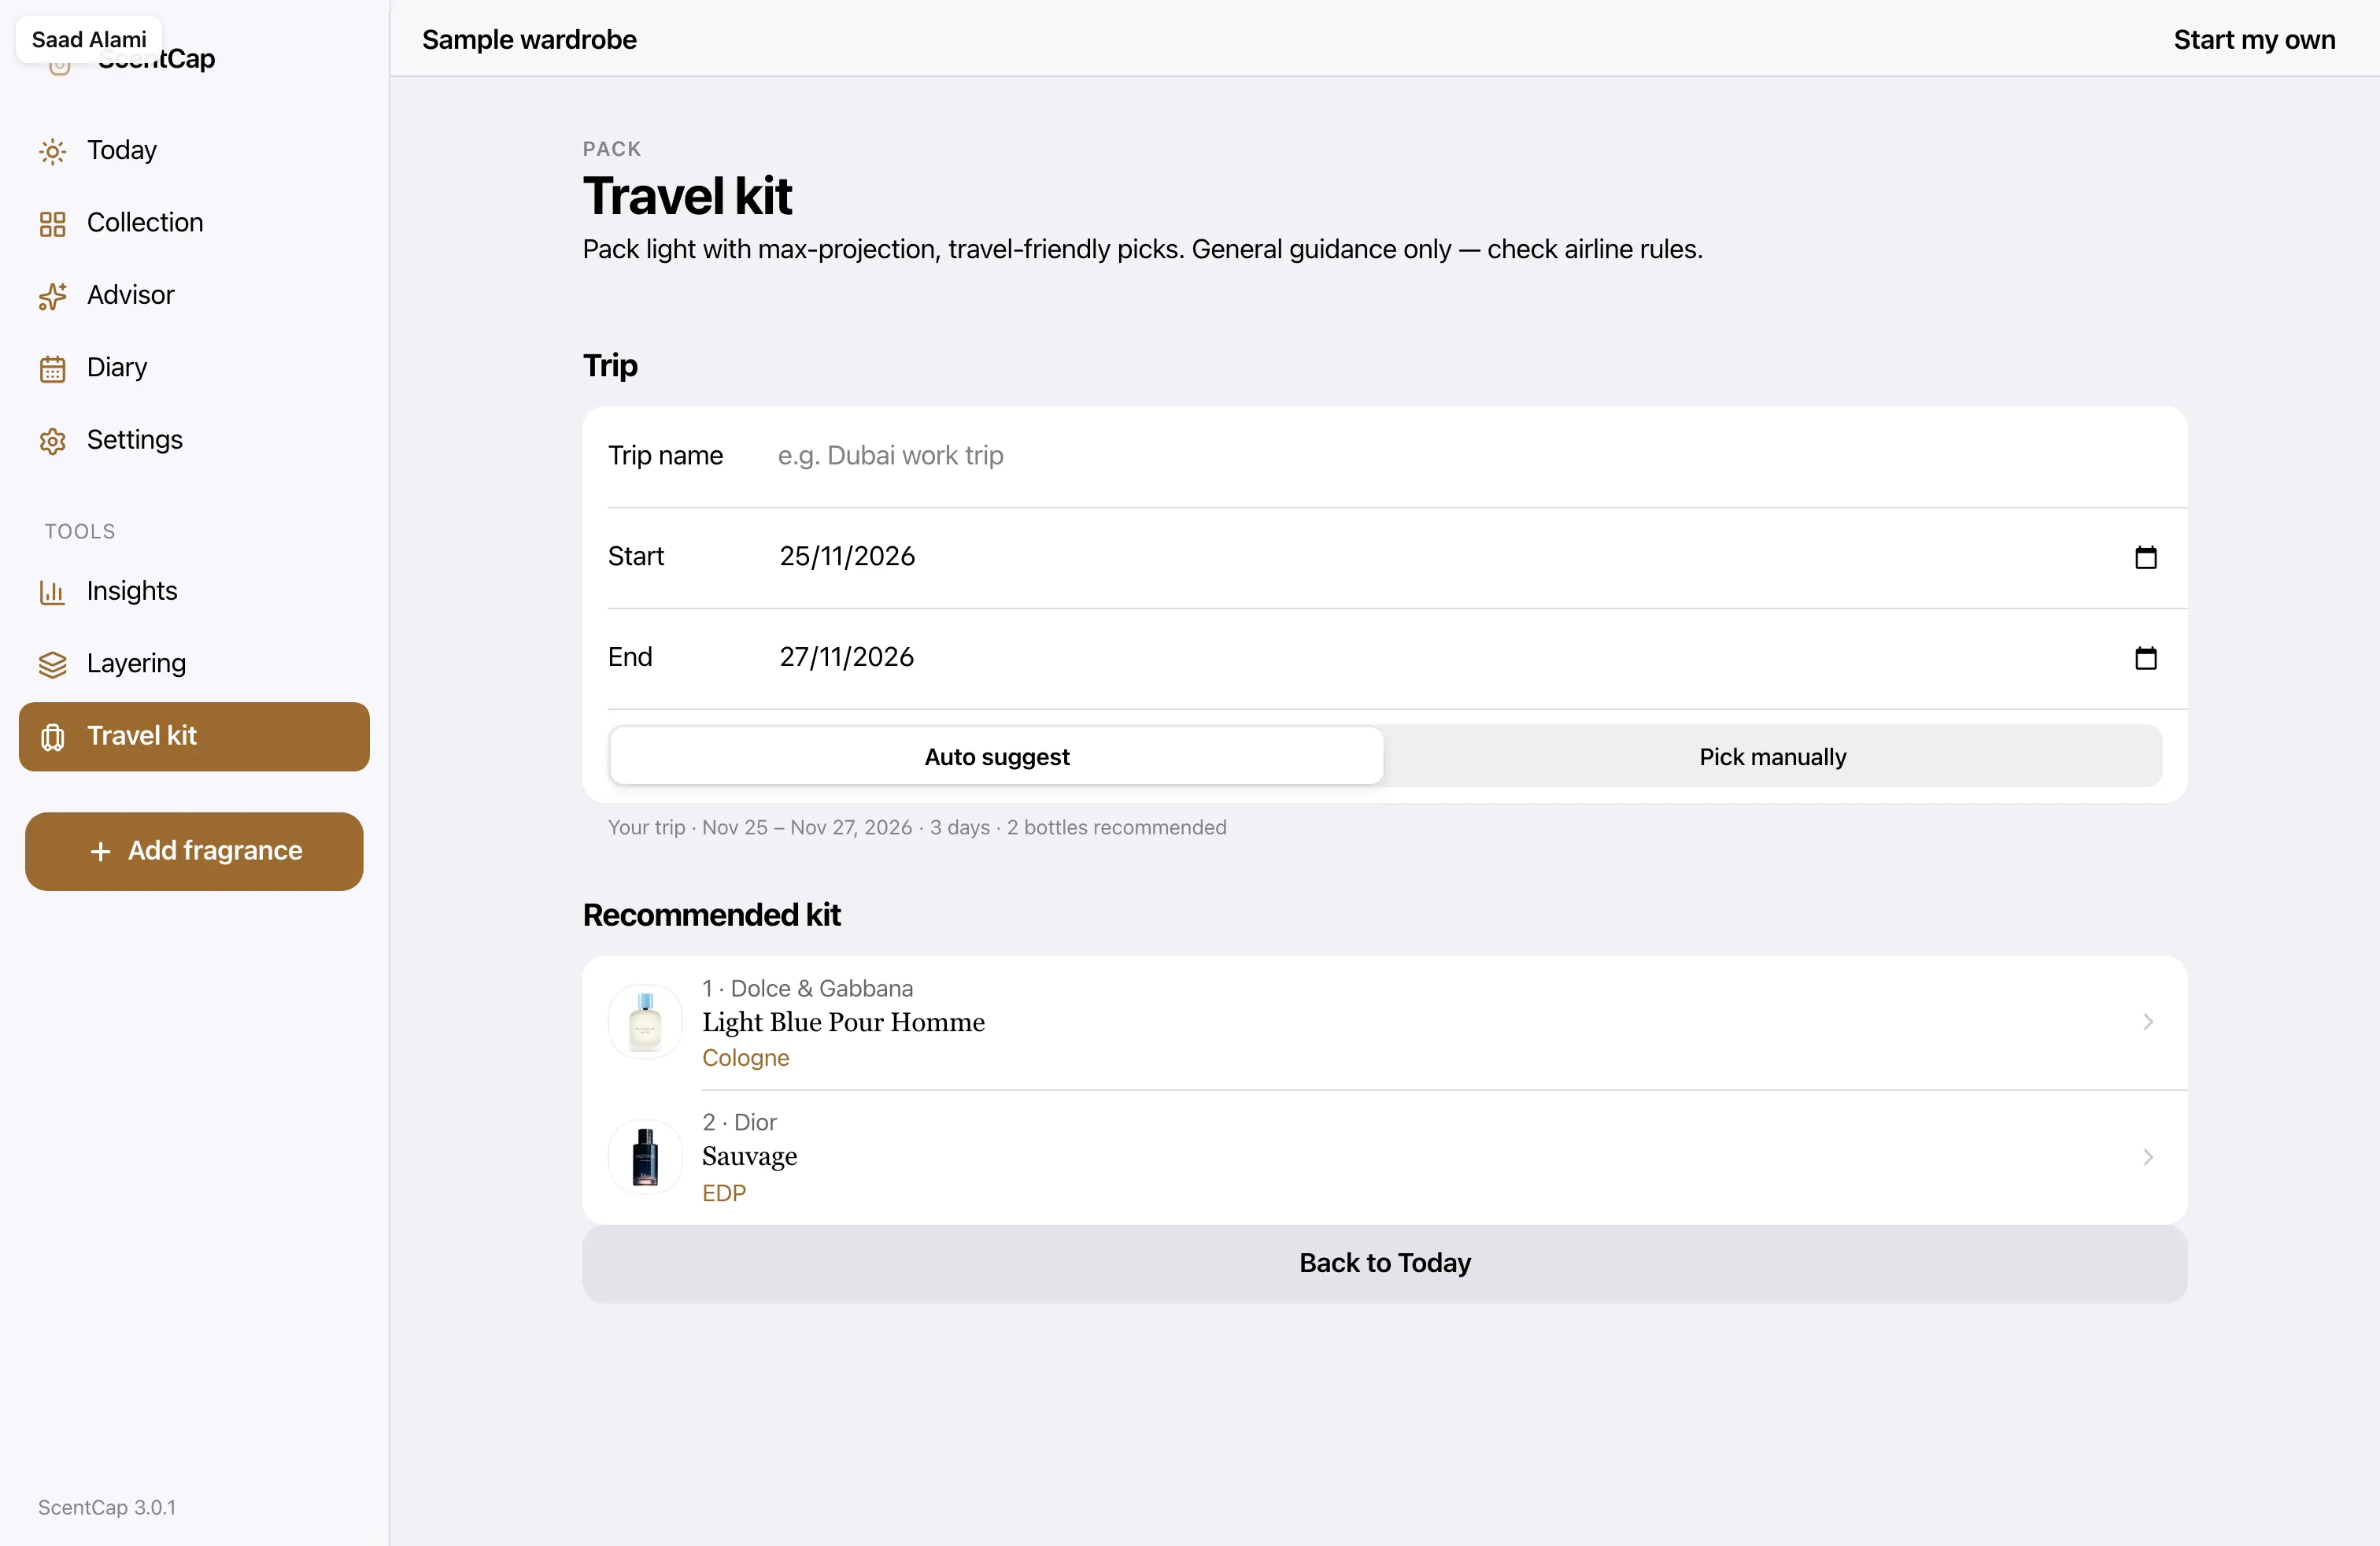 Saad Alami
ScentCap
Today
Collection
Advisor
Diary
Settings
TOOLS
Insights
Layering
Travel kit
+ Add fragrance
ScentCap 3.0.1
Sample wardrobe
Start my own
PACK
Travel kit
Pack light with max-projection, travel-friendly picks. General guidance only — check airline rules.
Trip
Trip name e.g. Dubai work trip
Start 25/11/2026
End 27/11/2026
Auto suggest Pick manually
Your trip · Nov 25 – Nov 27, 2026 · 3 days · 2 bottles recommended
Recommended kit
1 · Dolce & Gabbana
Light Blue Pour Homme
Cologne
2 · Dior
Sauvage
EDP
Back to Today